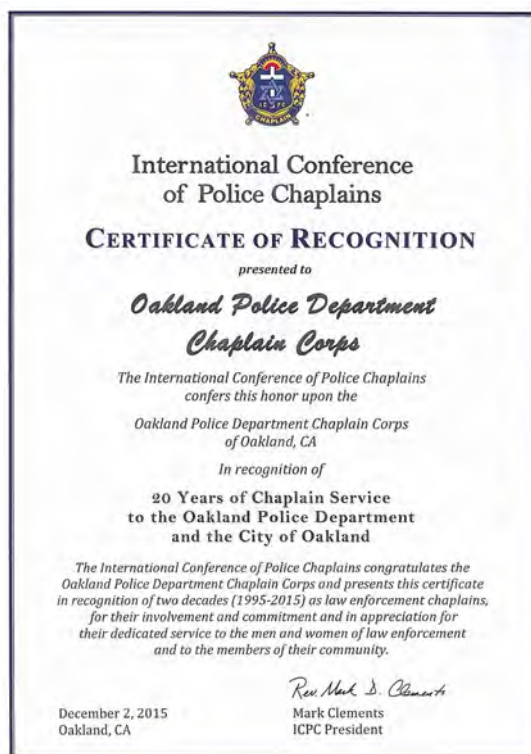 ICPC
CHAPLAIN
International Conference
of Police Chaplains
CERTIFICATE OF RECOGNITION
presented to
Oakland Police Department
Chaplain Corps
The International Conference of Police Chaplains
confers this honor upon the
Oakland Police Department Chaplain Corps
of Oakland, CA
In recognition of
20 Years of Chaplain Service
to the Oakland Police Department
and the City of Oakland
The International Conference of Police Chaplains congratulates the
Oakland Police Department Chaplain Corps and presents this certificate
in recognition of two decades (1995-2015) as law enforcement chaplains,
for their involvement and commitment and in appreciation for
their dedicated service to the men and women of law enforcement
and to the members of their community.
Rev. Mark D. Clements
December 2, 2015
Mark Clements
Oakland, CA
ICPC President